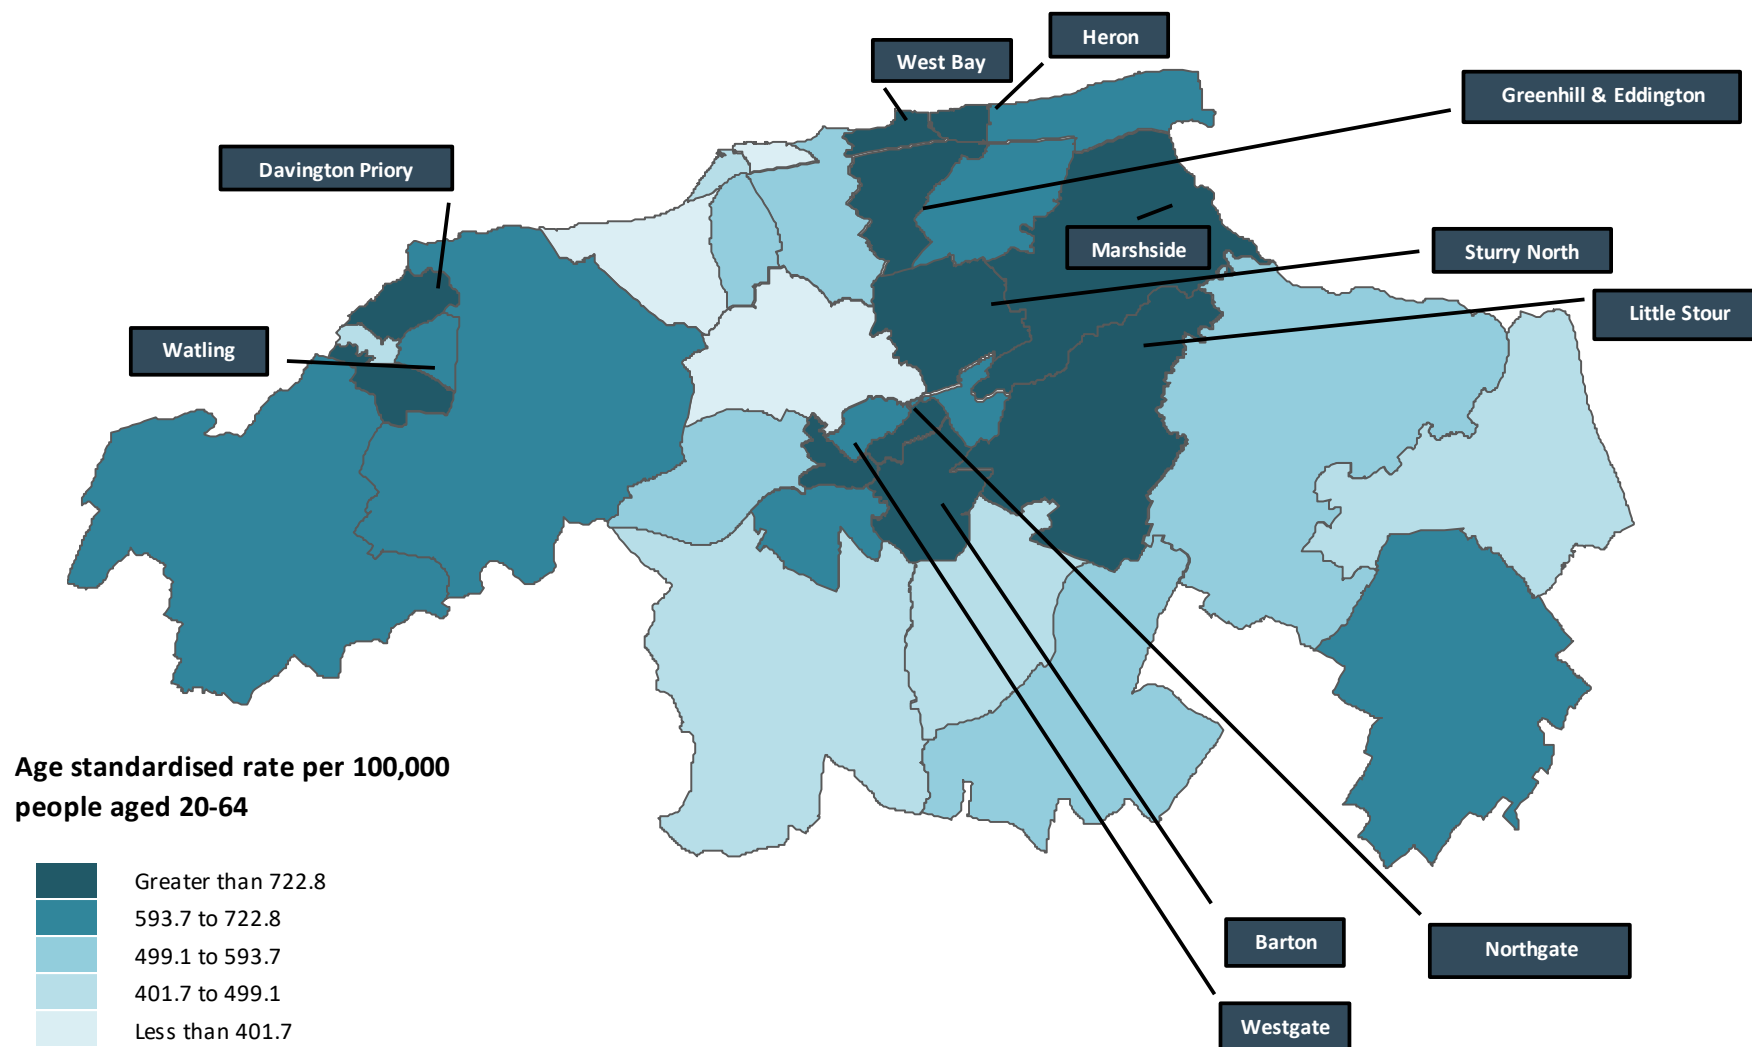 Heron
West Bay
Greenhill & Eddington
Davington Priory
Marshside
Sturry North
Little Stour
Watling
Age standardised rate per 100,000
people aged 20-64
Greater than 722.8
593.7 to 722.8
499.1 to 593.7
401.7 to 499.1
Less than 401.7
Barton
Northgate
Westgate